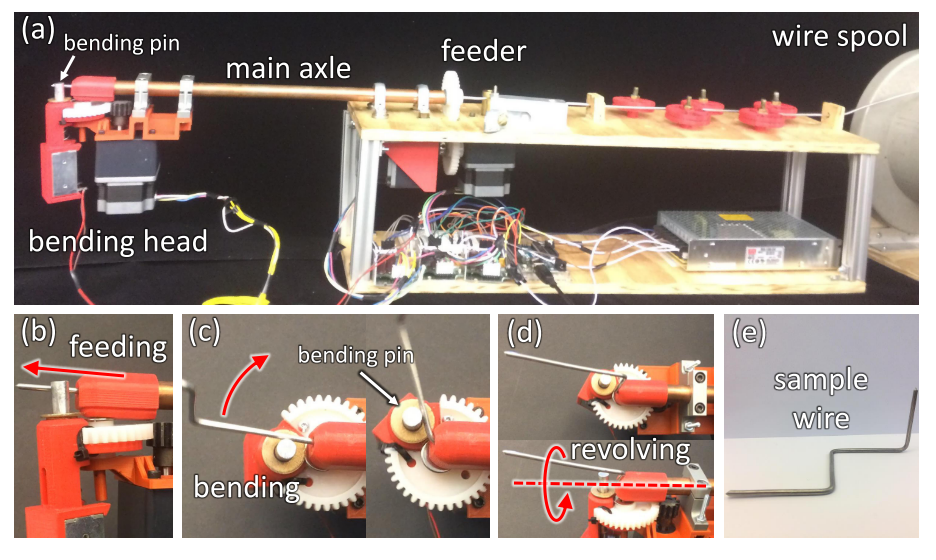 (a)
bending pin
main axle
feeder
wire spool
bending head
(b)
feeding
(c)
bending pin
bending
(d)
revolving
(e)
sample
wire